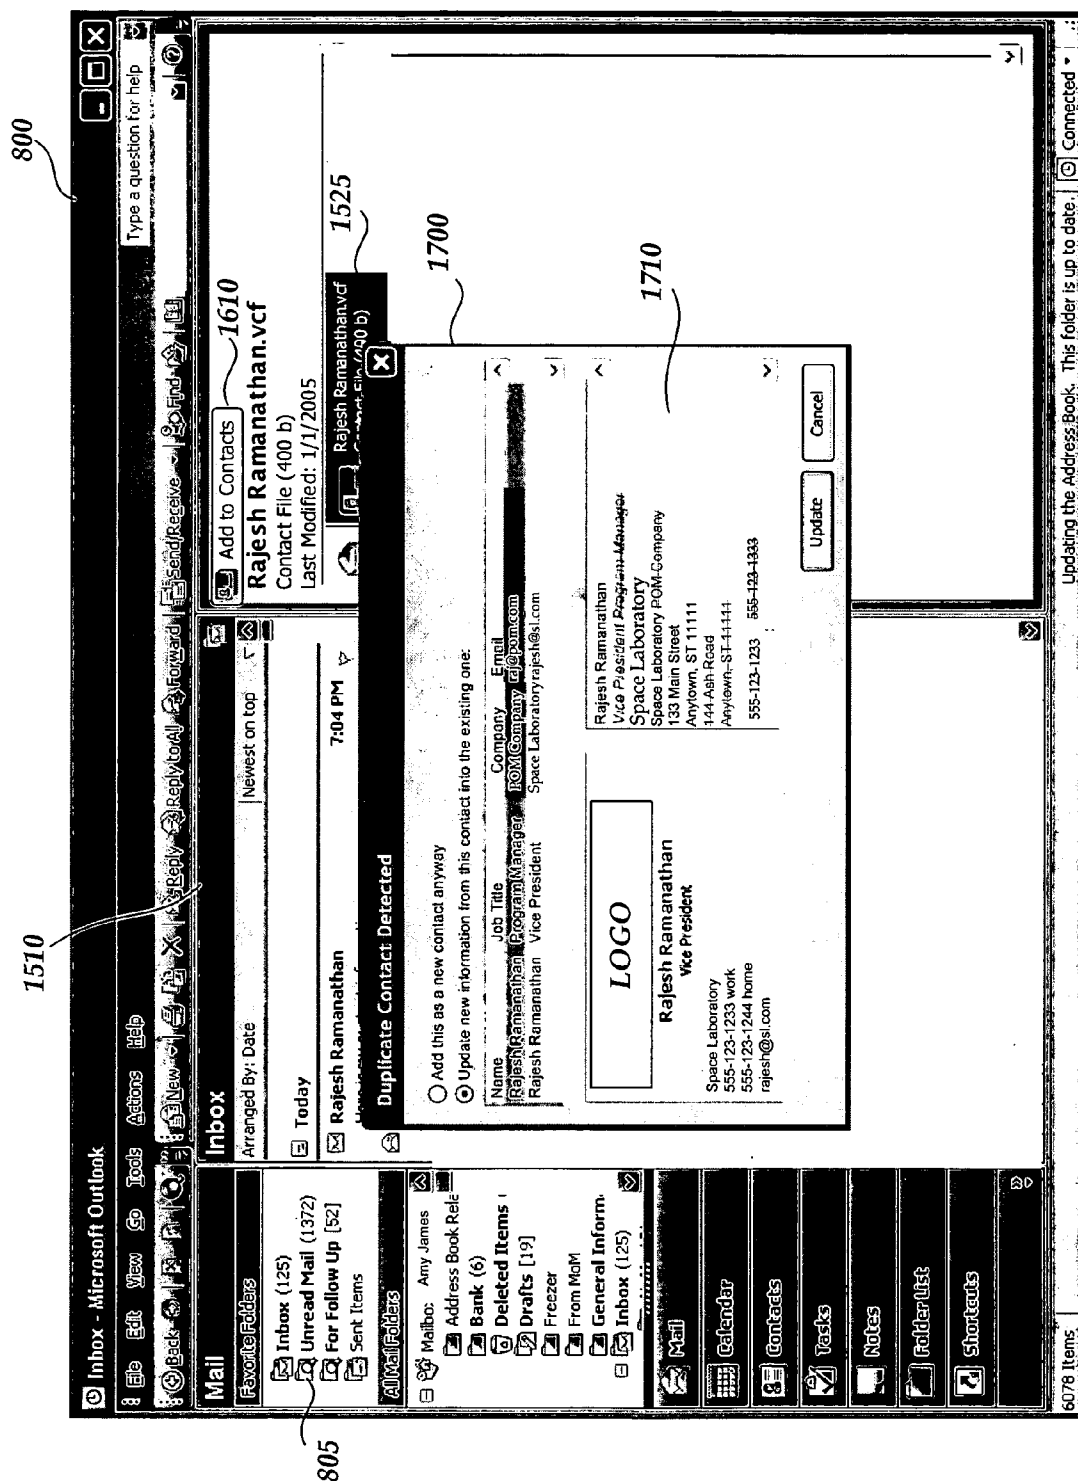 800
1510
Inbox - Microsoft Outlook
File Edit View Go Tools Actions Help
Type a question for help
Back New Reply Reply to All Forward Send/Receive Find
Mail
Favorite Folders
Inbox (125)
Unread Mail (1372)
For Follow Up [52]
Sent Items
805
All Mail Folders
Mailbox: Amy James
Address Book Rele
Bank (6)
Deleted Items
Drafts [19]
Freezer
From MoM
General Inform.
Inbox (125)
Mail
Calendar
Contacts
Tasks
Notes
Folder List
Shortcuts
Inbox
Arranged By: Date Newest on top
Today
Rajesh Ramanathan 7:04 PM
Add to Contacts
1610
Rajesh Ramanathan.vcf
Contact File (400 b)
Last Modified: 1/1/2005
Rajesh Ramanathan.vcf
Contact File (400 b)
1525
Duplicate Contact Detected
1700
Add this as a new contact anyway
Update new information from this contact into the existing one:
Name Job Title Company Email
Rajesh Ramanathan Program Manager POM Company raj@pom.com
Rajesh Ramanathan Vice President Space Laboratory rajesh@sl.com
LOGO
Rajesh Ramanathan
Vice President
Space Laboratory
555-123-1233 work
555-123-1244 home
rajesh@sl.com
1710
Rajesh Ramanathan
Vice President Program Manager
Space Laboratory
Space Laboratory POM Company
133 Main Street
Anytown, ST 11111
144 Ash Road
Anytown, ST 11111
555-123-1233 555-123-1333
Update Cancel
6078 Items
Updating the Address Book. This folder is up to date. Connected